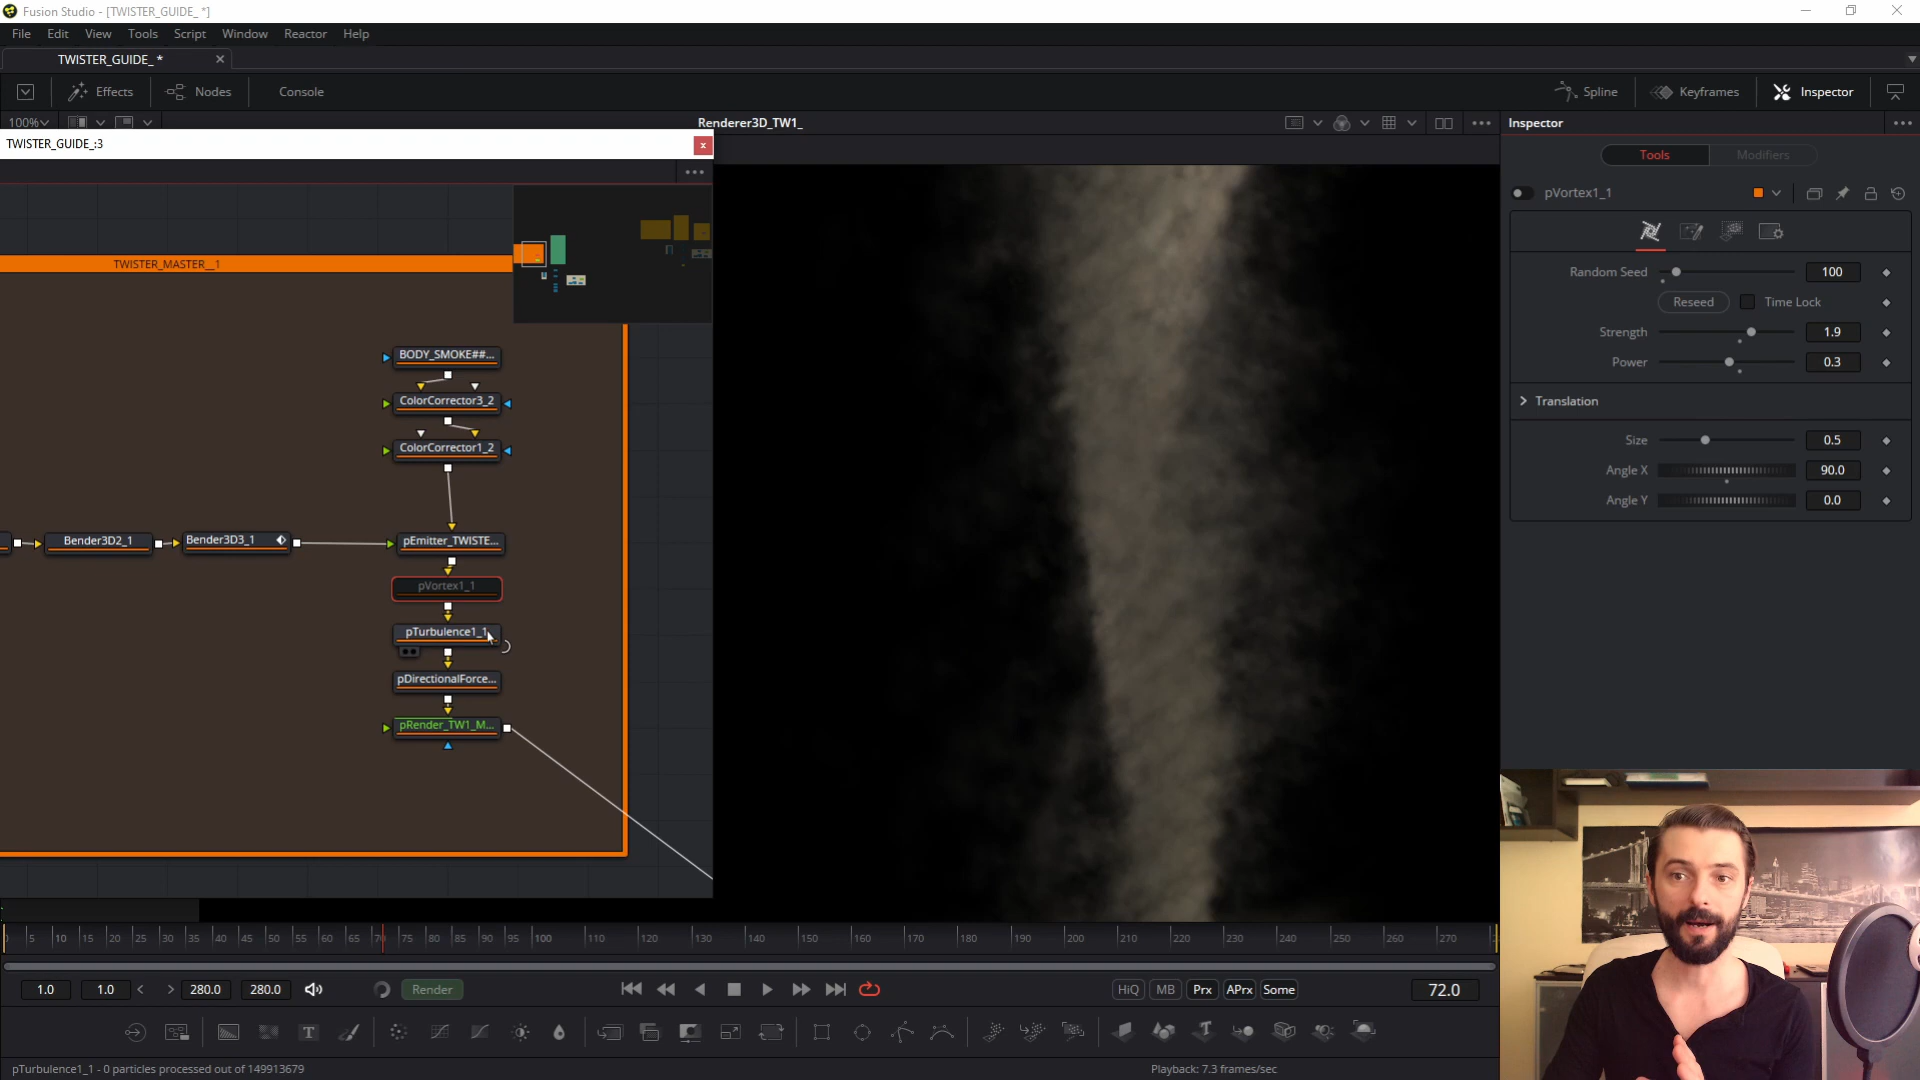 Fusion Studio - [TWISTER_GUIDE_ *]
File Edit View Tools Script Window Reactor Help
TWISTER_GUIDE_ *
Effects Nodes Console Spline Keyframes Inspector
100% Renderer3D_TW1_ Inspector
TWISTER_GUIDE_:3
Tools Modifiers
pVortex1_1
TWISTER_MASTER__1
Random Seed 100
Reseed Time Lock
Strength 1.9
Power 0.3
Translation
Size 0.5
Angle X 90.0
Angle Y 0.0
BODY_SMOKE##...
ColorCorrector3_2
ColorCorrector1_2
Bender3D2_1 Bender3D3_1 pEmitter_TWISTE...
pVortex1_1
pTurbulence1_1
pDirectionalForce...
pRender_TW1_M...
5 10 15 20 25 30 35 40 45 50 55 60 65 70 75 80 85 90 95 100 110 120 130 140 150 160 170 180 190 200 210 220 230 240 250 260 270
1.0 1.0 < > 280.0 280.0 Render HiQ MB Prx APrx Some 72.0
pTurbulence1_1 - 0 particles processed out of 149913679 Playback: 7.3 frames/sec